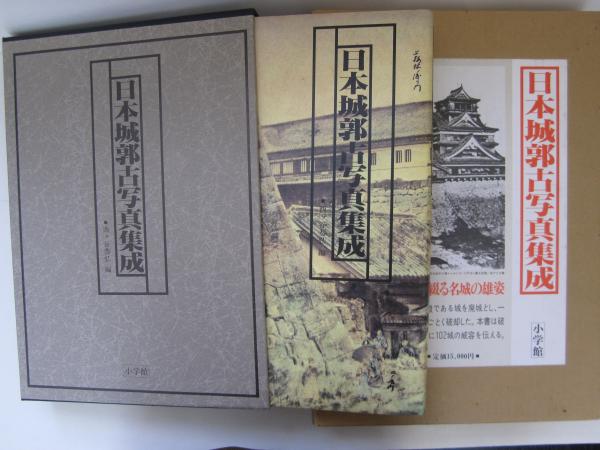 日本城郭古写真集成
小学館
日本城郭古写真集成
日本城郭古写真集成
綴る名城の雄姿
である城を廃城とし、一
ごとく破却した。本書は破
に102城の威容を伝える。
●定価15,000円●
小学館